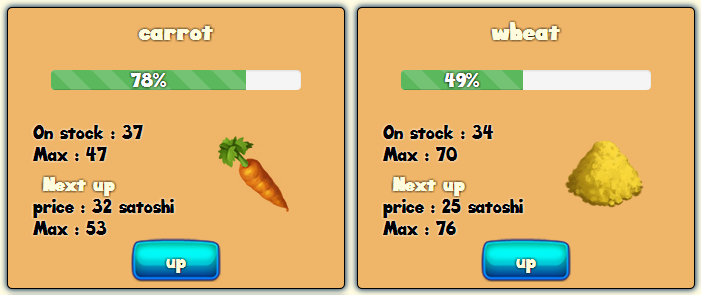 carrot
78%
On stock : 37
Max : 47
Next up
price : 32 satoshi
Max : 53
up
wheat
49%
On stock : 34
Max : 70
Next up
price : 25 satoshi
Max : 76
up